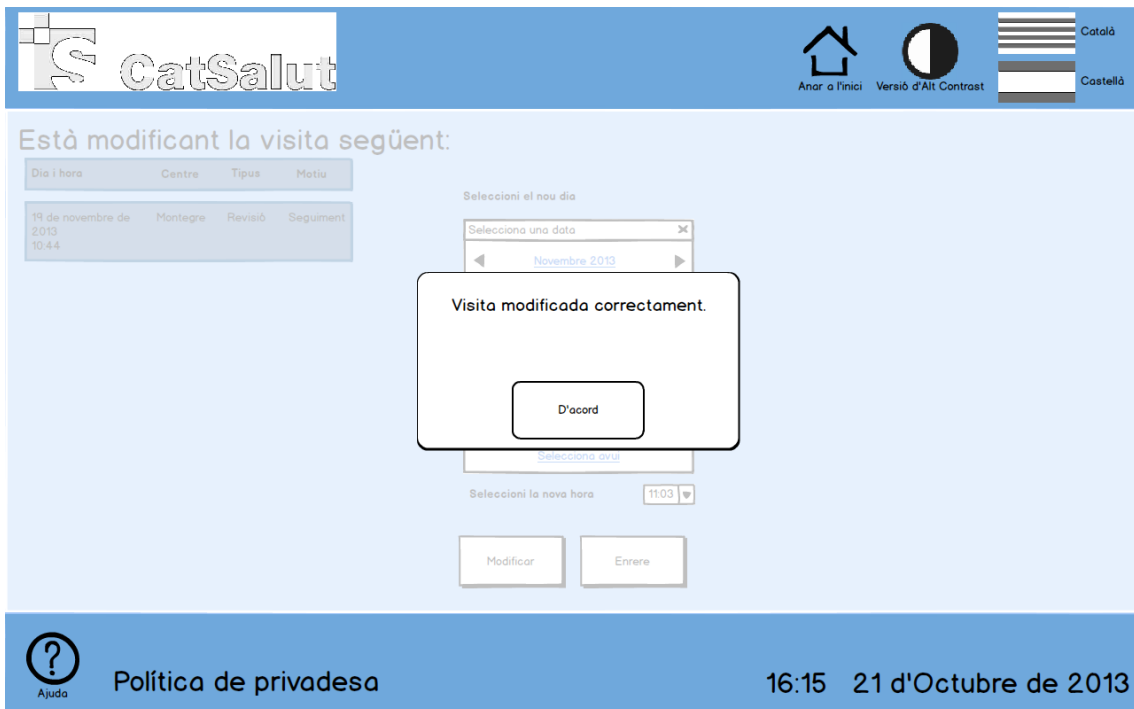 CatSalut
Anar a l'inici
Versió d'Alt Contrast
Català
Castellà
Està modificant la visita següent:
Dia i hora Centre Tipus Motiu
19 de novembre de Montegre Revisió Seguiment
2013
10:44
Seleccioni el nou dia
Selecciona una data
Novembre 2013
Visita modificada correctament.
D'acord
Selecciona avui
Seleccioni la nova hora 11:03
Modificar Enrere
Ajuda
Política de privadesa
16:15 21 d'Octubre de 2013